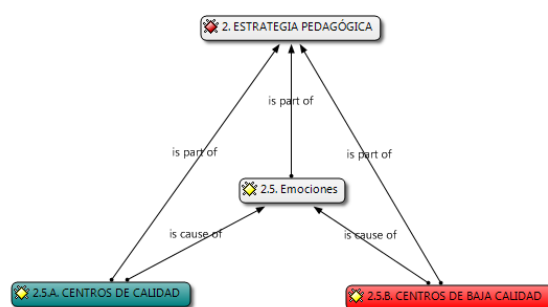 2. ESTRATEGIA PEDAGÓGICA
is part of
is part of
is part of
2.5. Emociones
is cause of
is cause of
2.5.A. CENTROS DE CALIDAD
2.5.B. CENTROS DE BAJA CALIDAD